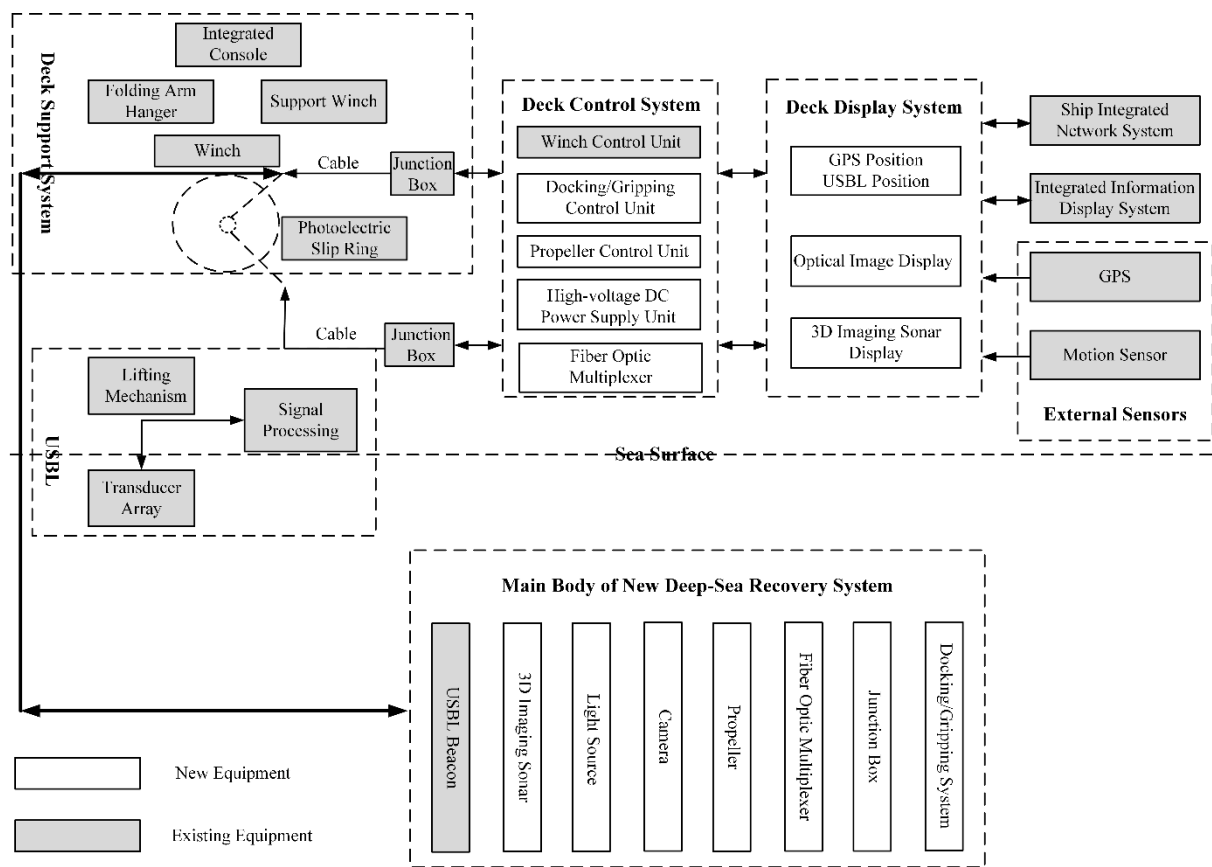 Deck Support System
Integrated
Console
Folding Arm
Hanger
Support Winch
Winch
Cable
Junction
Box
Photoelectric
Slip Ring
Cable
Junction
Box
Deck Control System
Winch Control Unit
Docking/Gripping
Control Unit
Propeller Control Unit
High-voltage DC
Power Supply Unit
Fiber Optic
Multiplexer
Deck Display System
GPS Position
USBL Position
Optical Image Display
3D Imaging Sonar
Display
Ship Integrated
Network System
Integrated Information
Display System
GPS
Motion Sensor
External Sensors
USBL
Lifting
Mechanism
Signal
Processing
Transducer
Array
Sea Surface
Main Body of New Deep-Sea Recovery System
USBL Beacon
3D Imaging Sonar
Light Source
Camera
Propeller
Fiber Optic Multiplexer
Junction Box
Docking/Gripping System
New Equipment
Existing Equipment